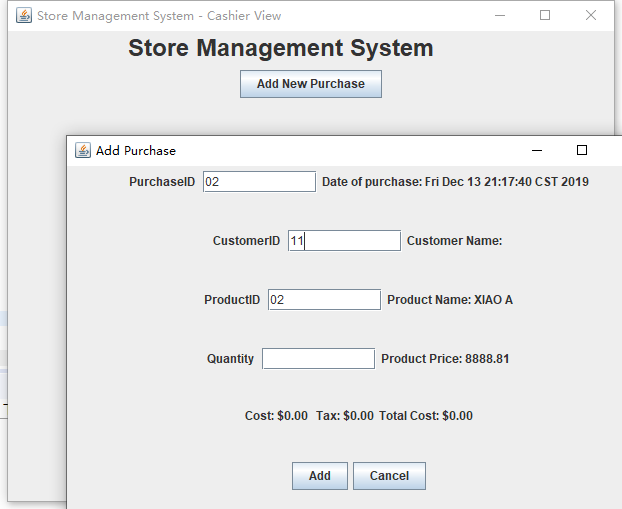 Store Management System - Cashier View
Store Management System
Add New Purchase
Add Purchase
PurchaseID 02 Date of purchase: Fri Dec 13 21:17:40 CST 2019
CustomerID 11 Customer Name:
ProductID 02 Product Name: XIAO A
Quantity Product Price: 8888.81
Cost: $0.00 Tax: $0.00 Total Cost: $0.00
Add Cancel